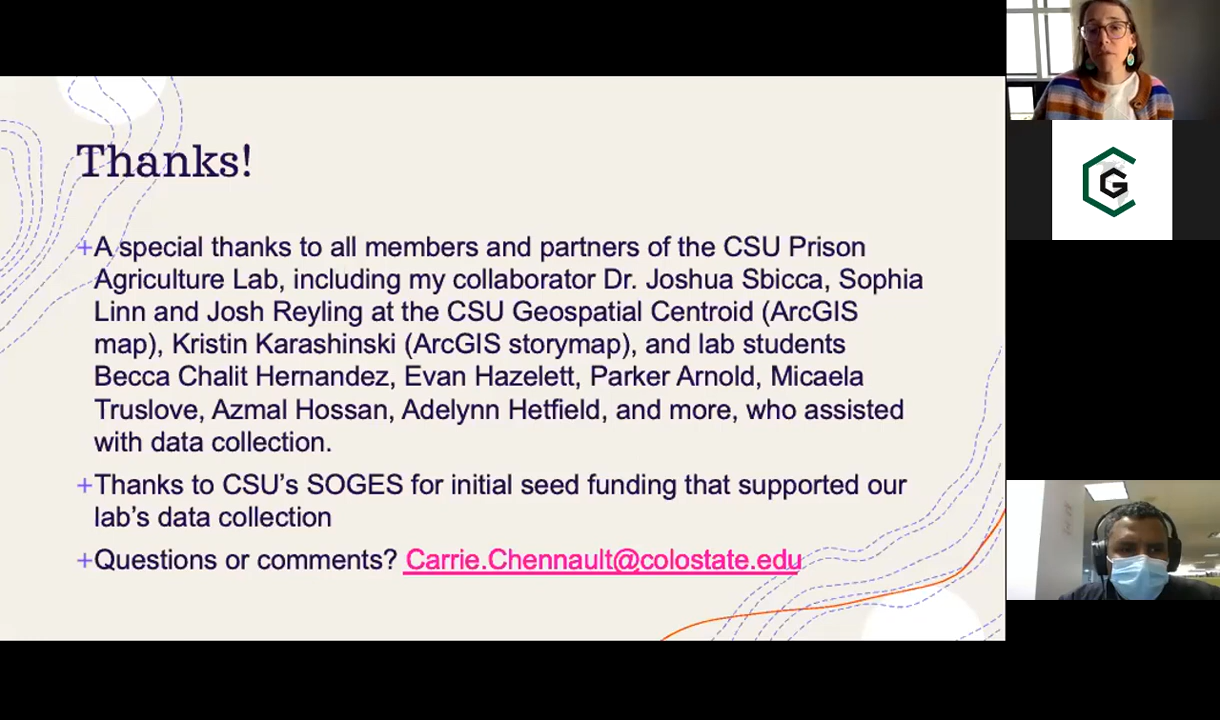 Thanks!
+A special thanks to all members and partners of the CSU Prison
Agriculture Lab, including my collaborator Dr. Joshua Sbicca, Sophia
Linn and Josh Reyling at the CSU Geospatial Centroid (ArcGIS
map), Kristin Karashinski (ArcGIS storymap), and lab students
Becca Chalit Hernandez, Evan Hazelett, Parker Arnold, Micaela
Truslove, Azmal Hossan, Adelynn Hetfield, and more, who assisted
with data collection.
+Thanks to CSU’s SOGES for initial seed funding that supported our
lab’s data collection
+Questions or comments? Carrie.Chennault@colostate.edu
CG